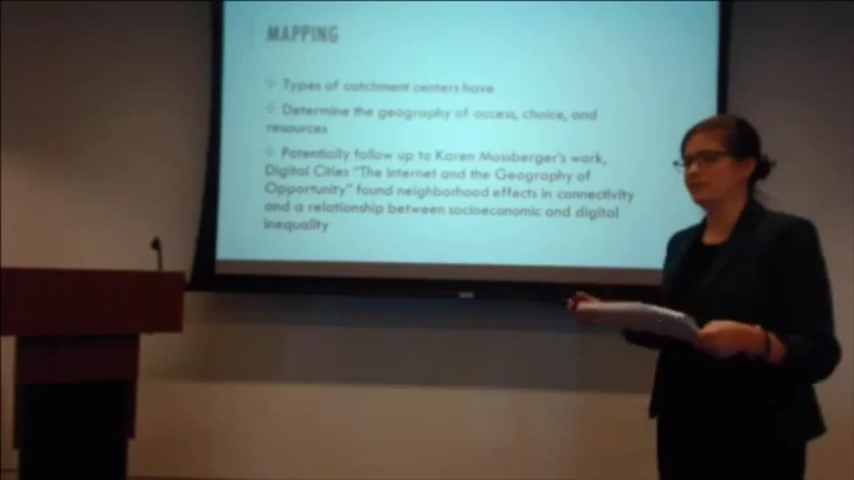 MAPPING
Types of catchment centers have
Determine the geography of access, choice, and
resources
Potentially follow up to Karen Mossberger's work,
Digital Cities "The Internet and the Geography of
Opportunity" found neighborhood effects in connectivity
and a relationship between socioeconomic and digital
inequality